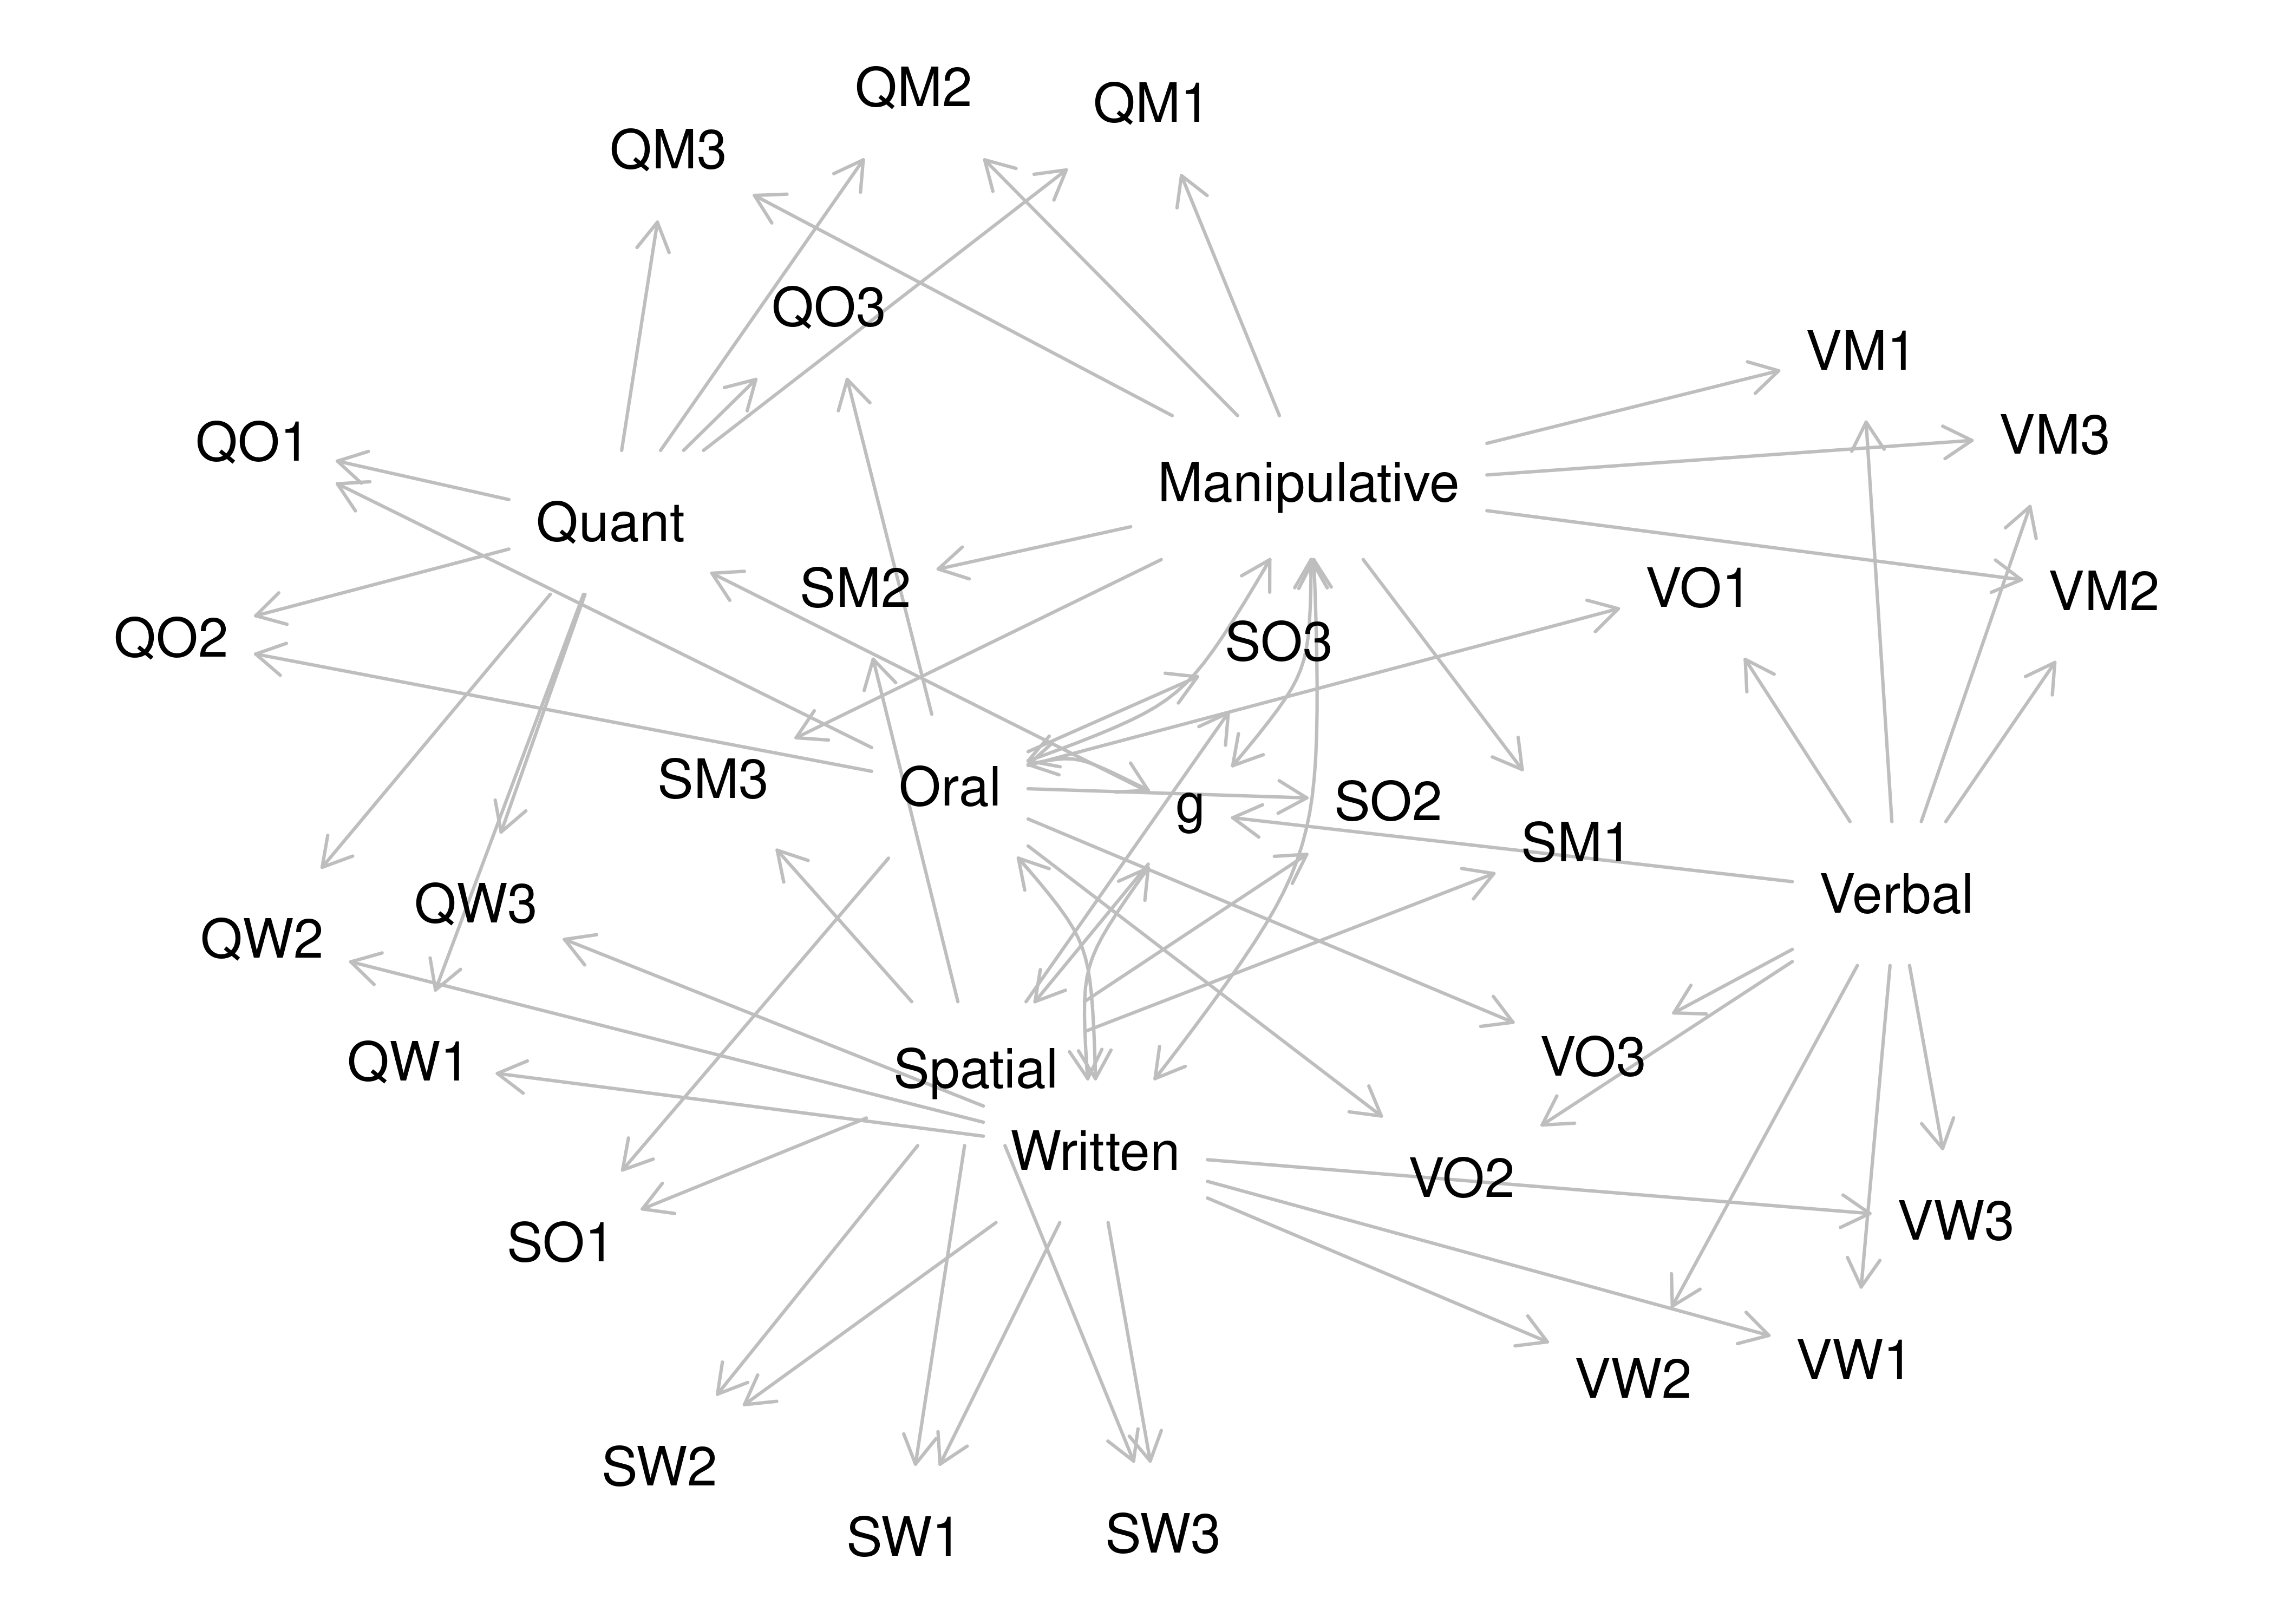 QM2
QM1
QM3
QO3
VM1
QO1
VM3
Manipulative
Quant
SM2
VO1
VM2
QO2
SO3
SM3
Oral
g
SO2
SM1
Verbal
QW3
QW2
QW1
Spatial
VO3
Written
VO2
VW3
SO1
VW1
VW2
SW2
SW1
SW3